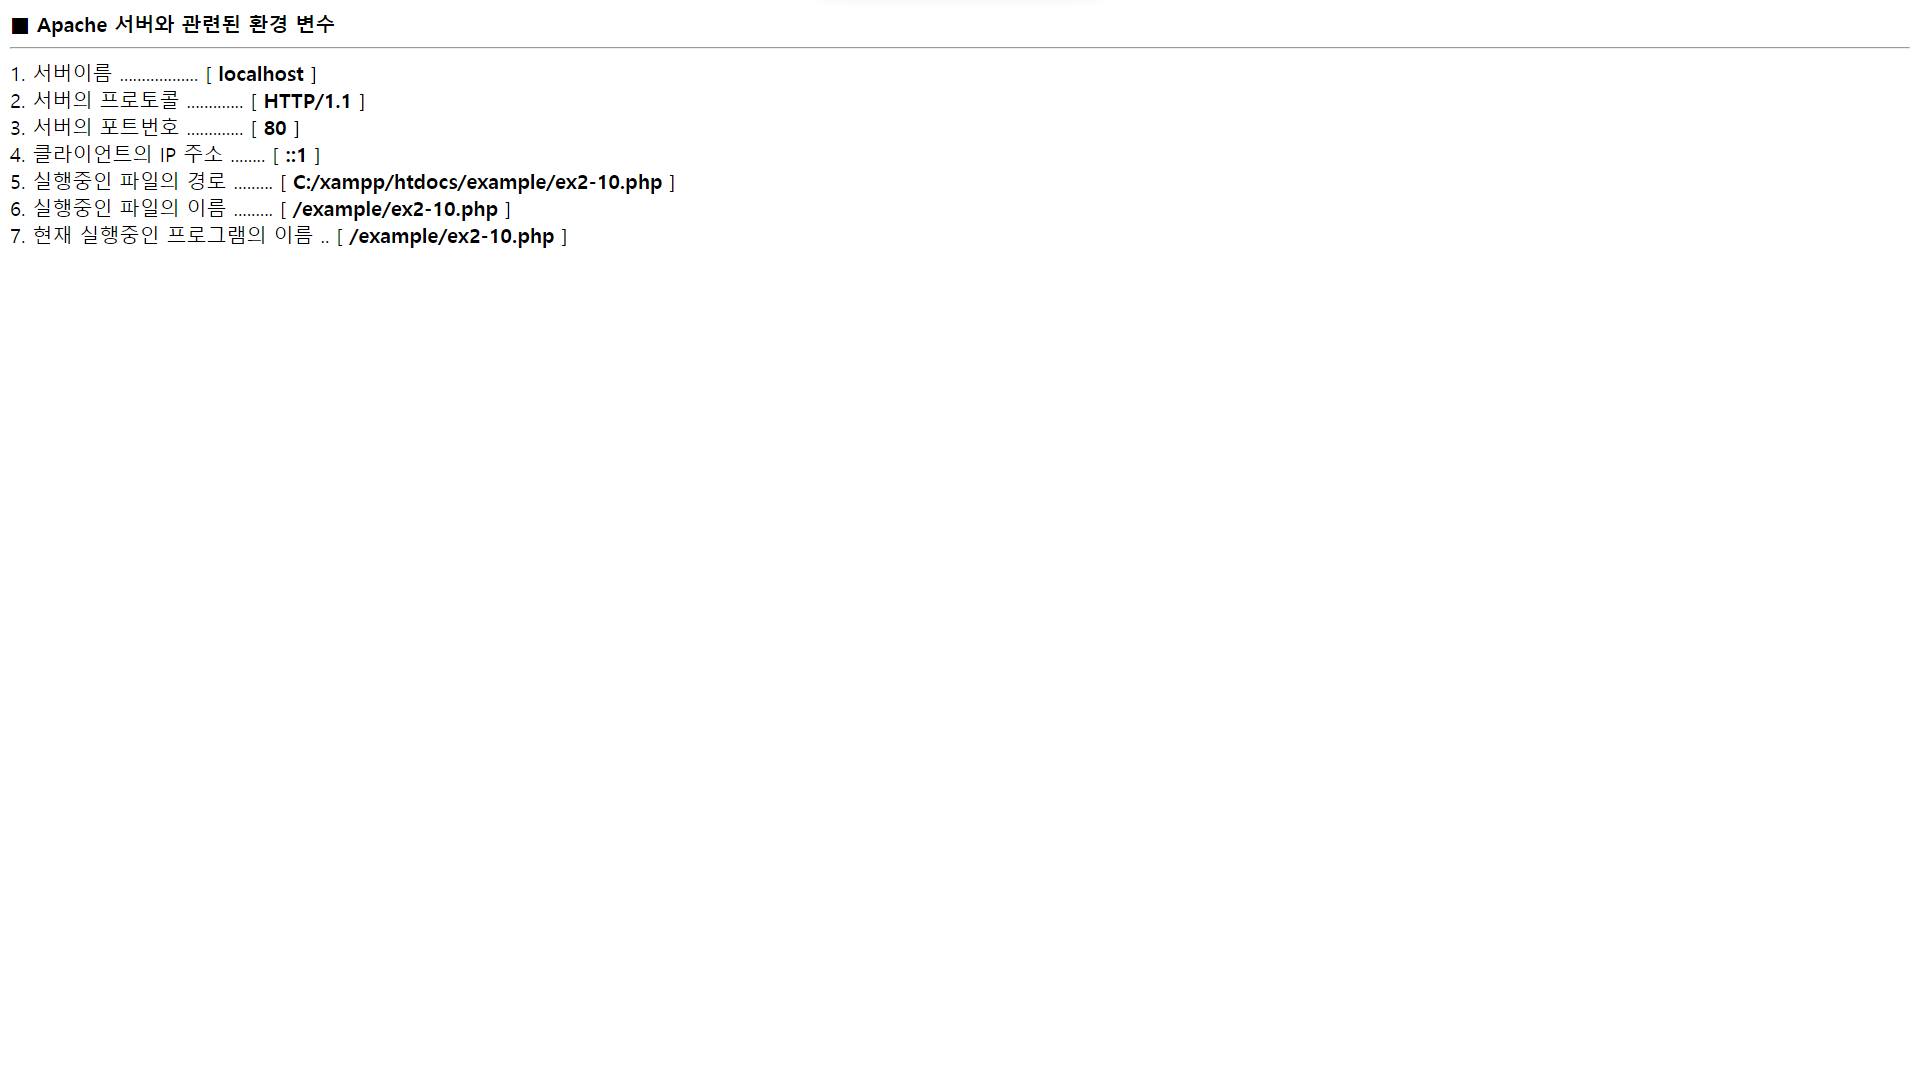 ■ Apache 서버와 관련된 환경 변수
1. 서버이름 .................. [ localhost ]
2. 서버의 프로토콜 ............. [ HTTP/1.1 ]
3. 서버의 포트번호 ............. [ 80 ]
4. 클라이언트의 IP 주소 ........ [ ::1 ]
5. 실행중인 파일의 경로 ......... [ C:/xampp/htdocs/example/ex2-10.php ]
6. 실행중인 파일의 이름 ......... [ /example/ex2-10.php ]
7. 현재 실행중인 프로그램의 이름 .. [ /example/ex2-10.php ]